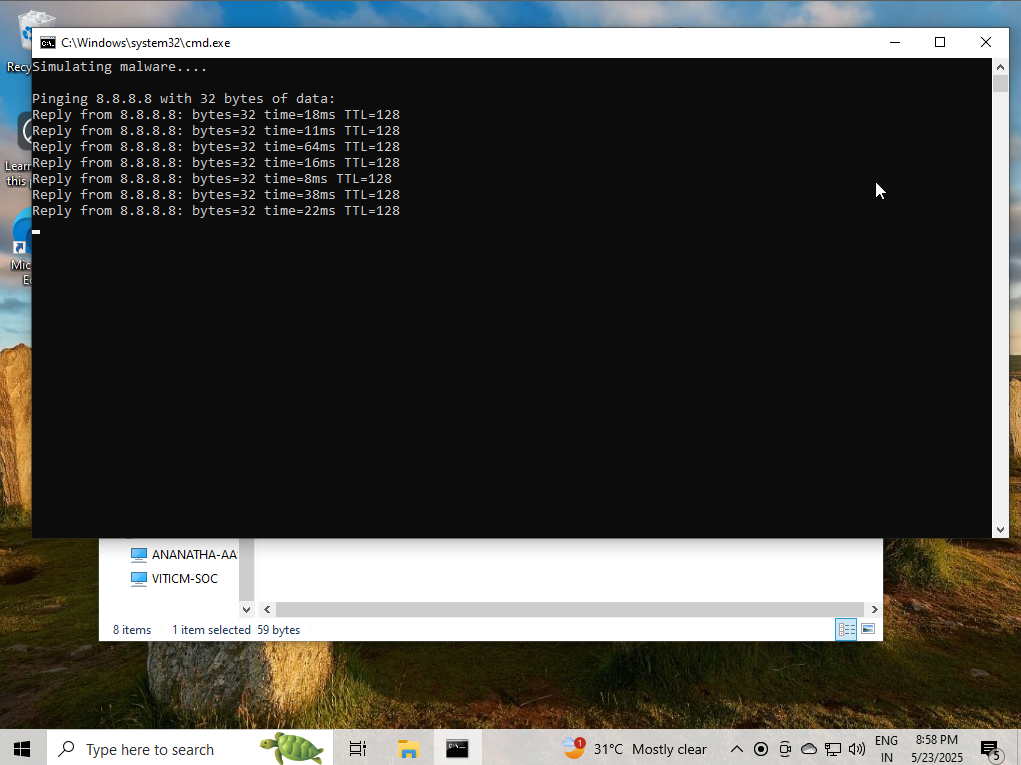 C:\Windows\system32\cmd.exe
Recy
Simulating malware....
Pinging 8.8.8.8 with 32 bytes of data:
Reply from 8.8.8.8: bytes=32 time=18ms TTL=128
Reply from 8.8.8.8: bytes=32 time=11ms TTL=128
Reply from 8.8.8.8: bytes=32 time=64ms TTL=128
Reply from 8.8.8.8: bytes=32 time=16ms TTL=128
Reply from 8.8.8.8: bytes=32 time=8ms TTL=128
Reply from 8.8.8.8: bytes=32 time=38ms TTL=128
Reply from 8.8.8.8: bytes=32 time=22ms TTL=128
Learn
this
Mic
E
ANANATHA-AA
VITICM-SOC
8 items 1 item selected 59 bytes
Type here to search
1
31°C Mostly clear
ENG
IN
8:58 PM
5/23/2025
5